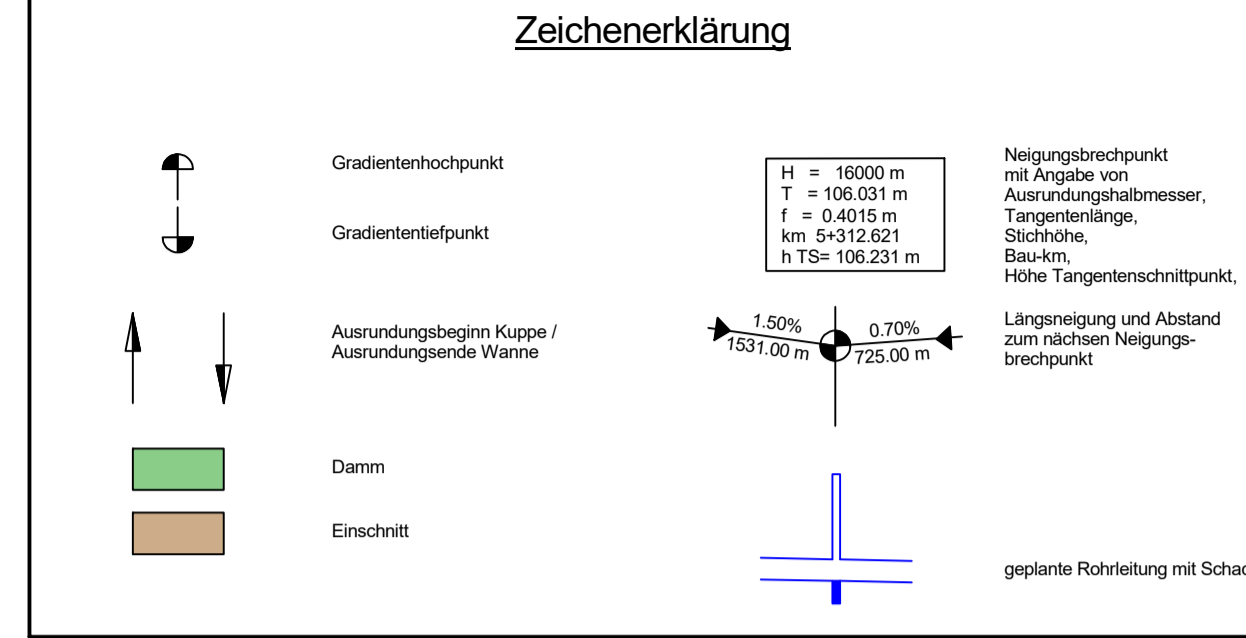 Zeichenerklärung
Gradientenhochpunkt
Gradiententiefpunkt
Ausrundungsbeginn Kuppe /
Ausrundungsende Wanne
Damm
Einschnitt
H = 16000 m
T = 106.031 m
f = 0.4015 m
km 5+312.621
h TS= 106.231 m
Neigungsbrechpunkt
mit Angabe von
Ausrundungshalbmesser,
Tangentenlänge,
Stichhöhe,
Bau-km,
Höhe Tangentenschnittpunkt,
1.50%
1531.00 m
0.70%
725.00 m
Längsneigung und Abstand
zum nächsen Neigungs-
brechpunkt
geplante Rohrleitung mit